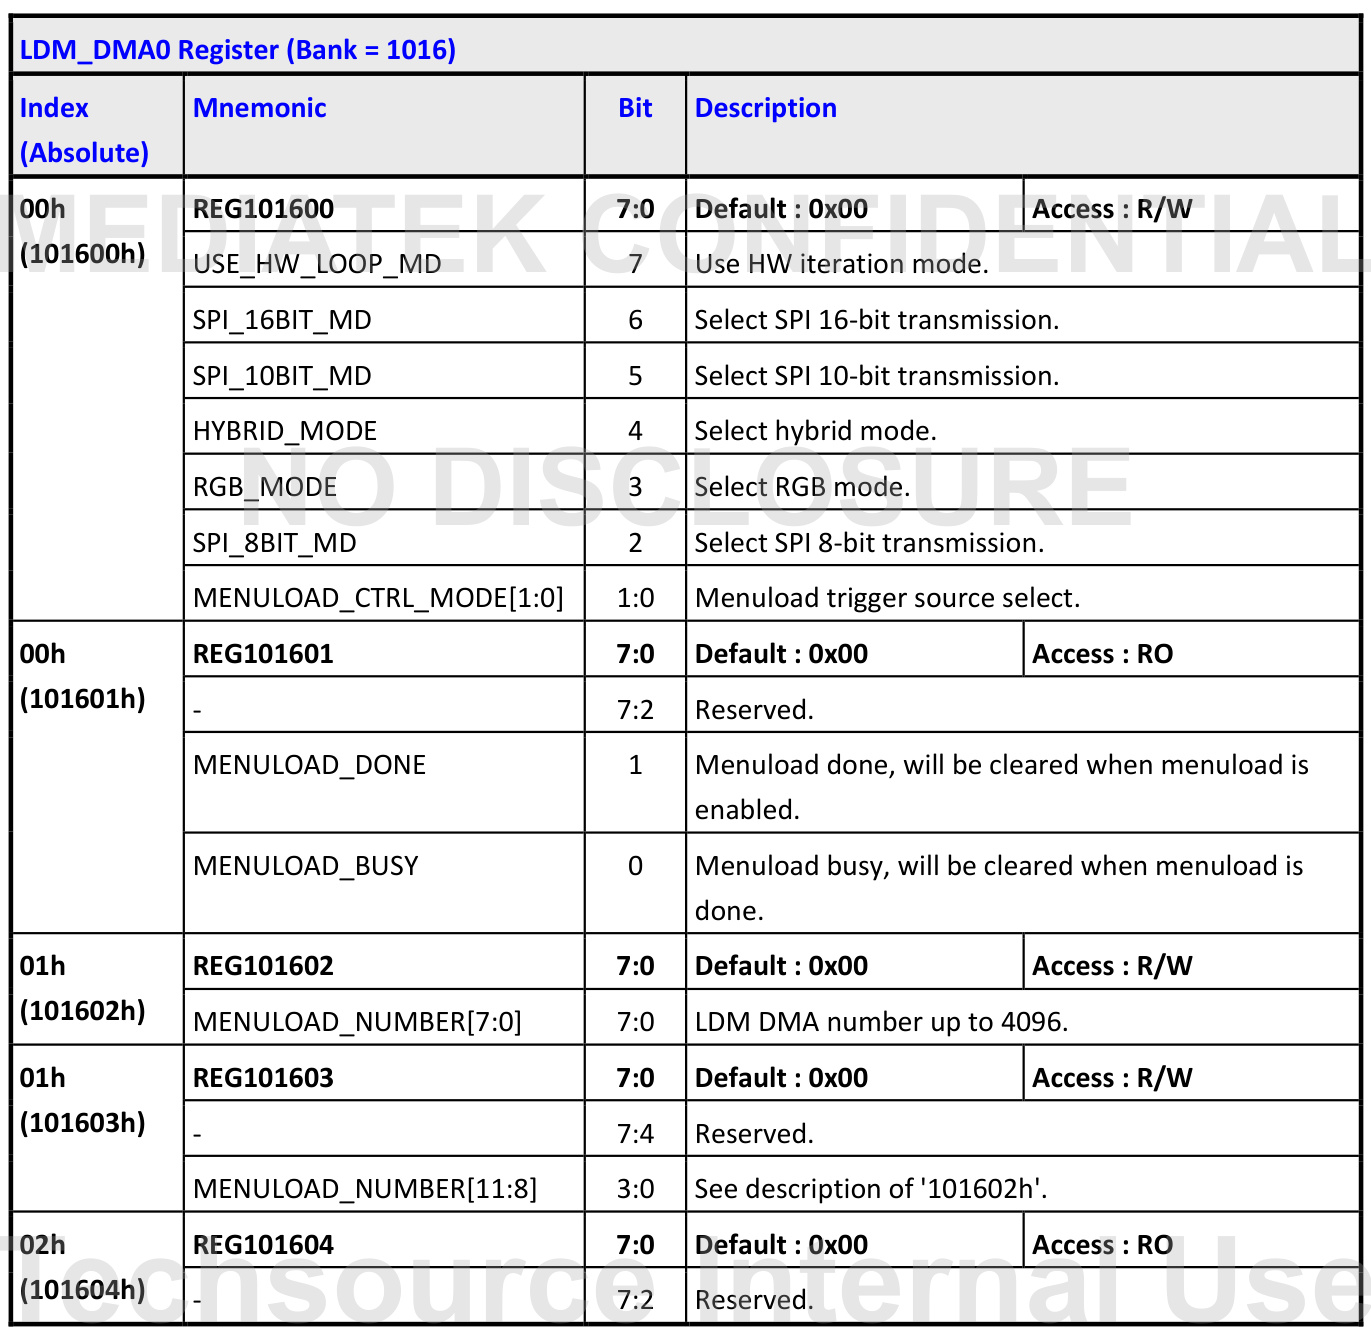 LDM_DMA0 Register (Bank = 1016)
Index (Absolute) Mnemonic Bit Description
00h (101600h) REG101600 7:0 Default : 0x00 Access : R/W
USE_HW_LOOP_MD 7 Use HW iteration mode.
SPI_16BIT_MD 6 Select SPI 16-bit transmission.
SPI_10BIT_MD 5 Select SPI 10-bit transmission.
HYBRID_MODE 4 Select hybrid mode.
RGB_MODE 3 Select RGB mode.
SPI_8BIT_MD 2 Select SPI 8-bit transmission.
MENULOAD_CTRL_MODE[1:0] 1:0 Menuload trigger source select.
00h (101601h) REG101601 7:0 Default : 0x00 Access : RO
- 7:2 Reserved.
MENULOAD_DONE 1 Menuload done, will be cleared when menuload is
enabled.
MENULOAD_BUSY 0 Menuload busy, will be cleared when menuload is
done.
01h (101602h) REG101602 7:0 Default : 0x00 Access : R/W
MENULOAD_NUMBER[7:0] 7:0 LDM DMA number up to 4096.
01h (101603h) REG101603 7:0 Default : 0x00 Access : R/W
- 7:4 Reserved.
MENULOAD_NUMBER[11:8] 3:0 See description of '101602h'.
02h (101604h) REG101604 7:0 Default : 0x00 Access : RO
- 7:2 Reserved.
MEDIATEK CONFIDENTIAL
NO DISCLOSURE
Techsource Internal Use